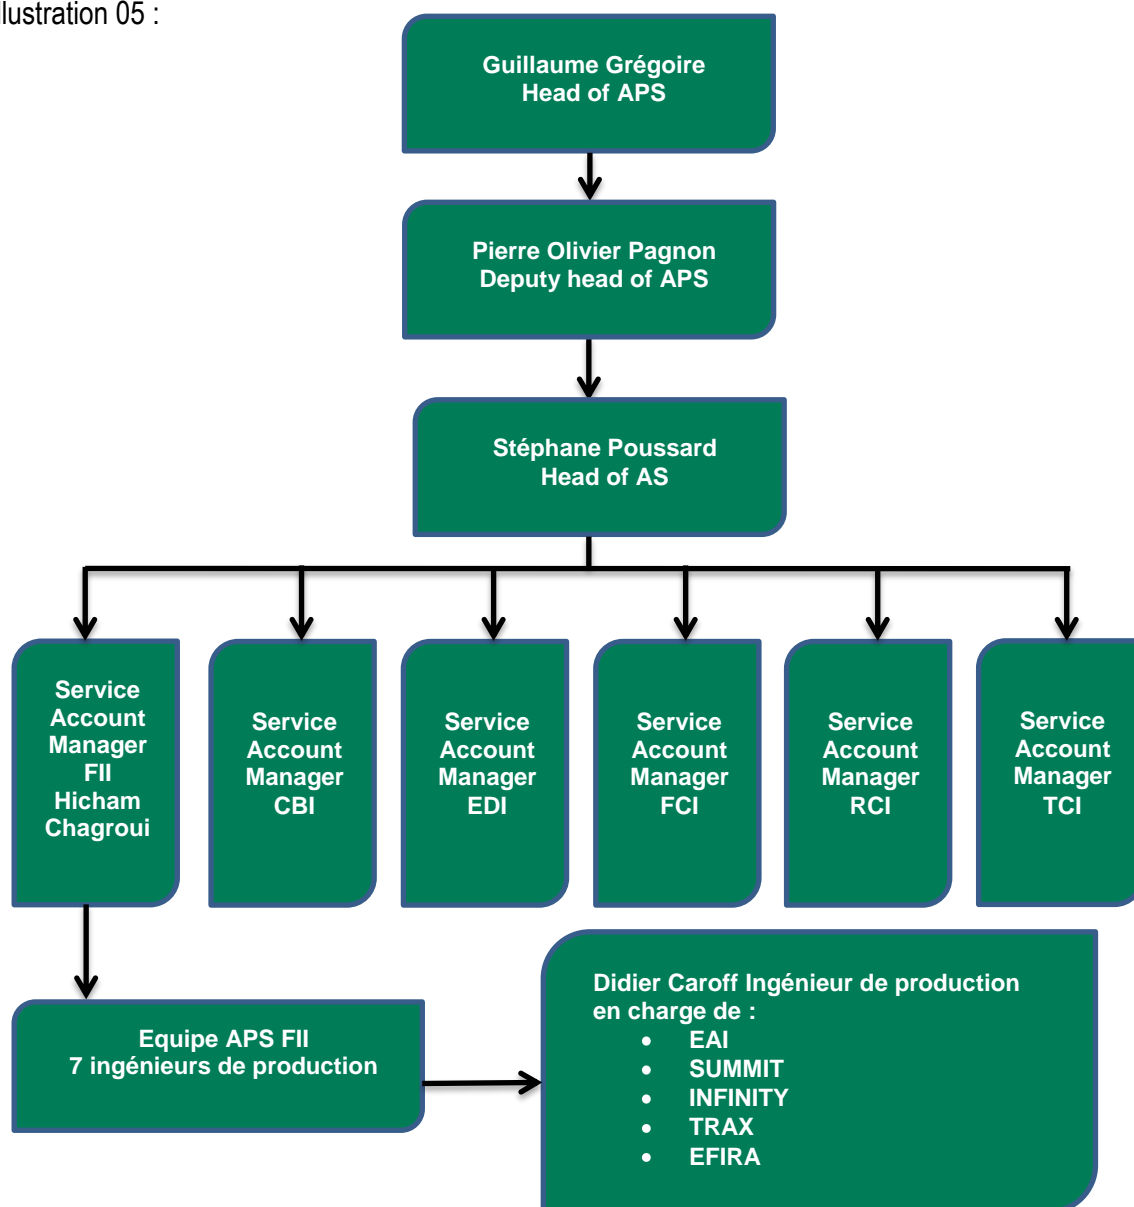 llustration 05 :
Guillaume Grégoire
Head of APS
Pierre Olivier Pagnon
Deputy head of APS
Stéphane Poussard
Head of AS
Service
Account
Manager
FII
Hicham
Chagroui
Service
Account
Manager
CBI
Service
Account
Manager
EDI
Service
Account
Manager
FCI
Service
Account
Manager
RCI
Service
Account
Manager
TCI
Equipe APS FII
7 ingénieurs de production
Didier Caroff Ingénieur de production
en charge de :
• EAI
• SUMMIT
• INFINITY
• TRAX
• EFIRA